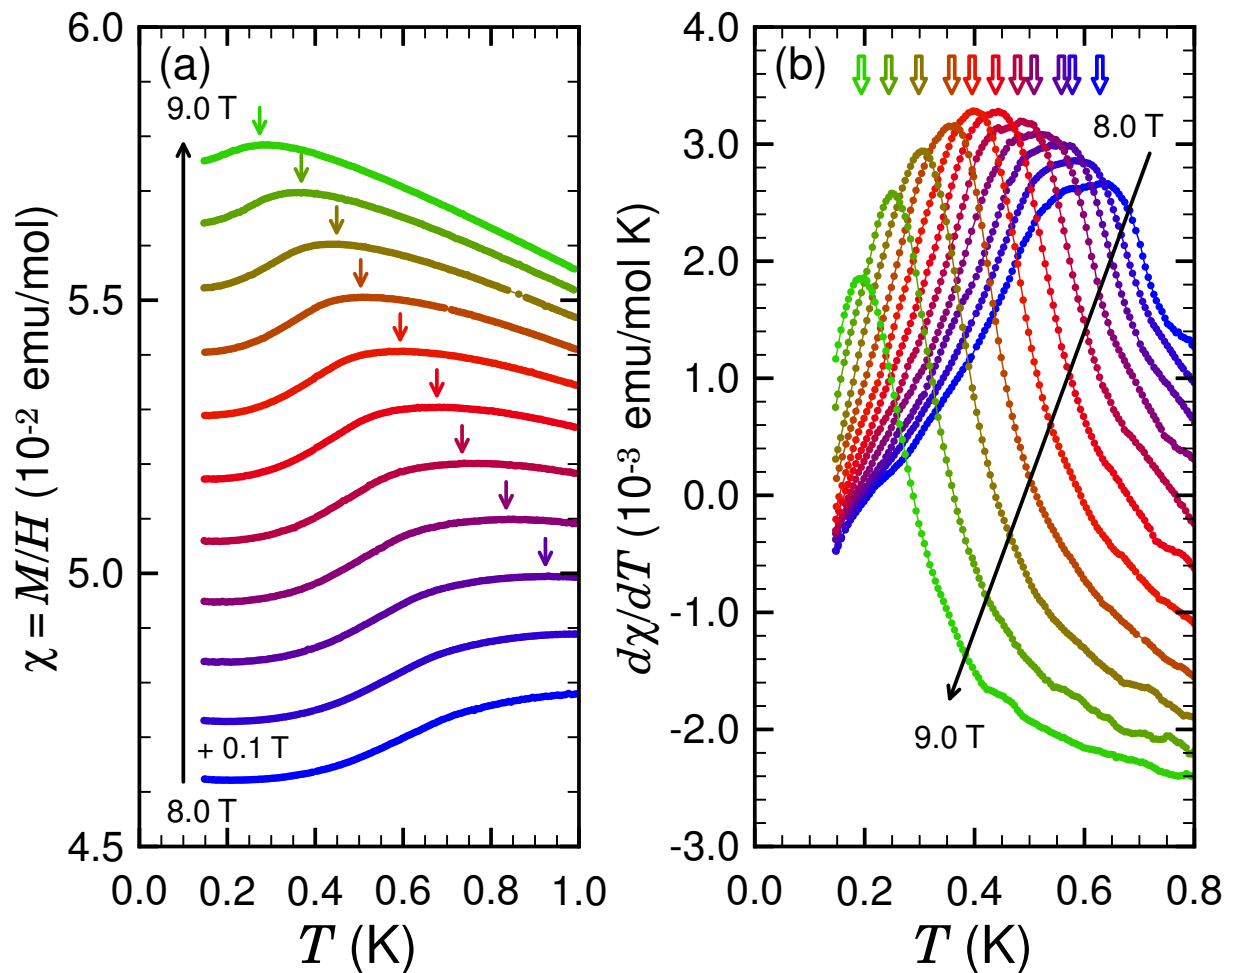 (a)
9.0 T
+ 0.1 T
8.0 T
6.0
5.5
5.0
4.5
0.0 0.2 0.4 0.6 0.8 1.0
T (K)
χ = M/H (10-2 emu/mol)
(b)
8.0 T
9.0 T
4.0
3.0
2.0
1.0
0.0
-1.0
-2.0
-3.0
0.0 0.2 0.4 0.6 0.8
T (K)
dχ/dT (10-3 emu/mol K)